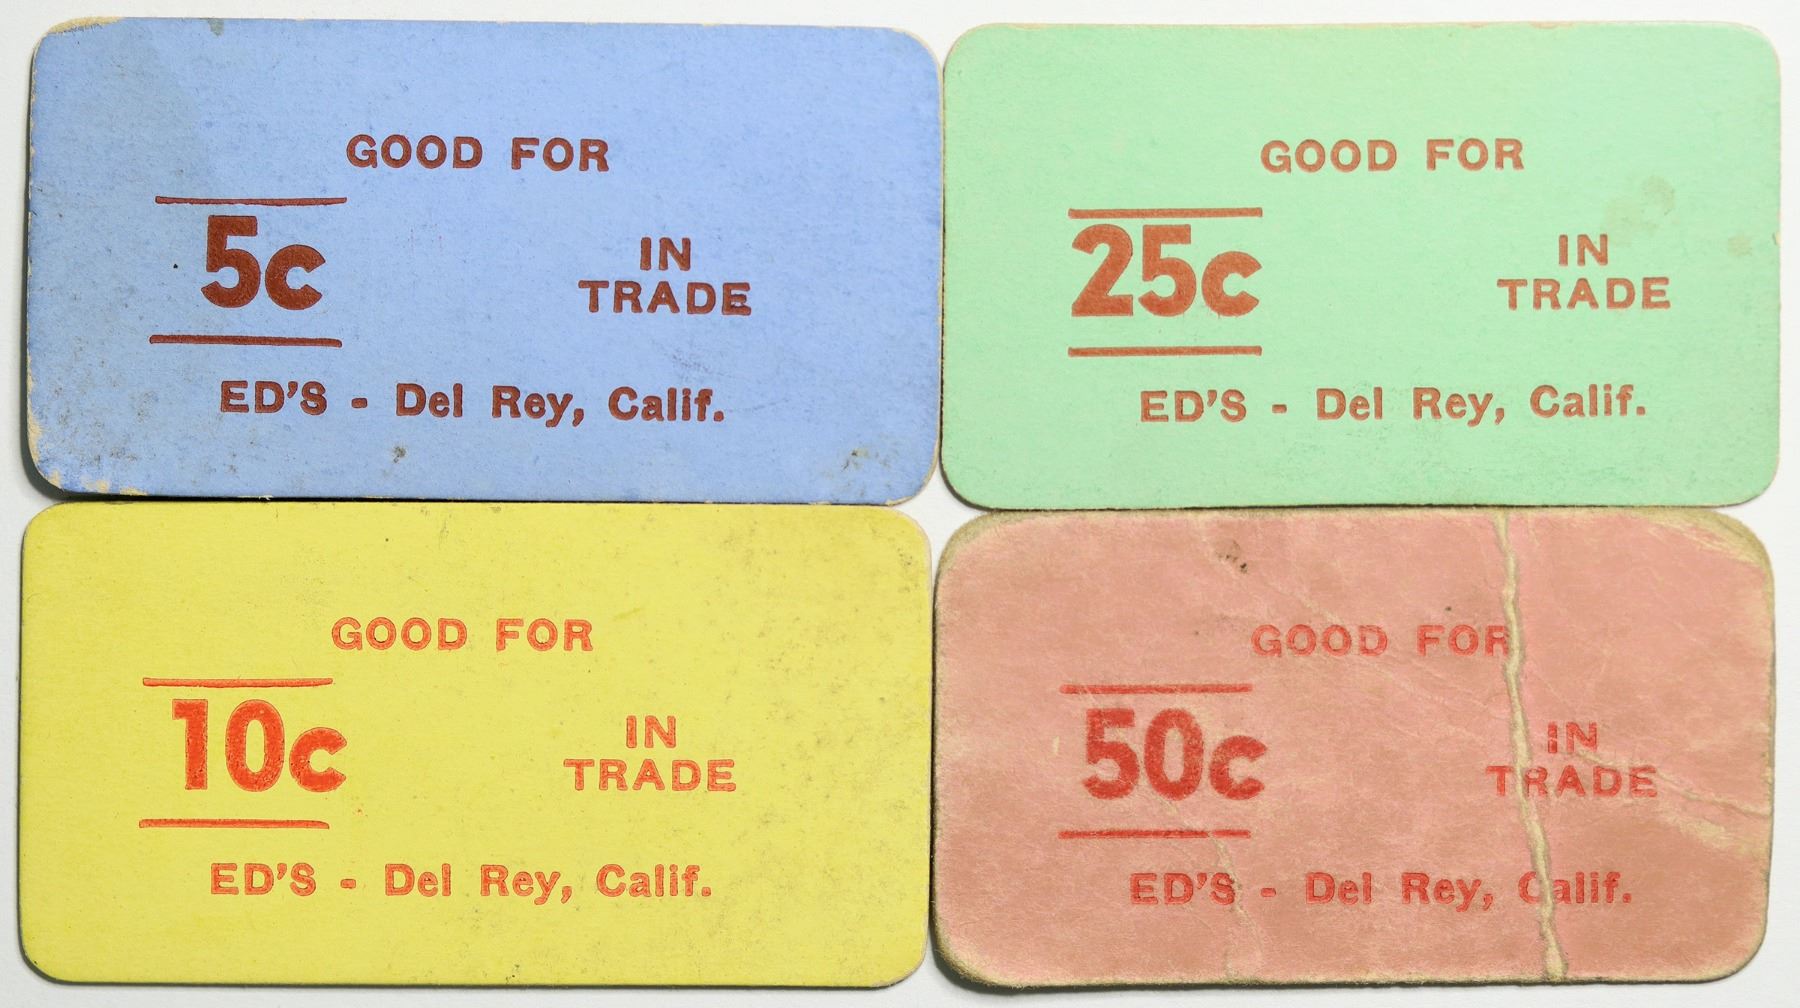 GOOD FOR
5c
IN
TRADE
ED'S - Del Rey, Calif.
GOOD FOR
25c
IN
TRADE
ED'S - Del Rey, Calif.
GOOD FOR
10c
IN
TRADE
ED'S - Del Rey, Calif.
GOOD FOR
50c
IN
TRADE
ED'S - Del Rey, Calif.